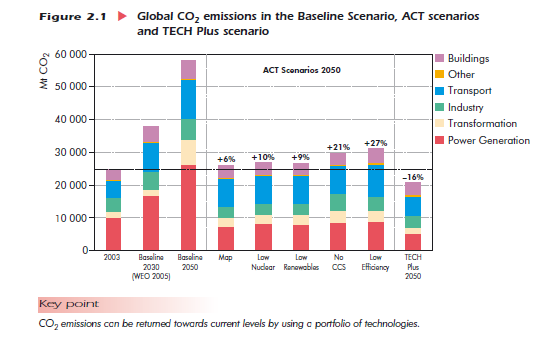 Figure 2.1 ▶ Global CO₂ emissions in the Baseline Scenario, ACT scenarios
and TECH Plus scenario
Mt CO₂
60 000
50 000
40 000
30 000
20 000
10 000
0
ACT Scenarios 2050
+6%
+10%
+9%
+21%
+27%
-16%
2003
Baseline
2030
(WEO 2005)
Baseline
2050
Map
Low
Nuclear
Low
Renewables
No
CCS
Low
Efficiency
TECH
Plus
2050
Buildings
Other
Transport
Industry
Transformation
Power Generation
Key point
CO₂ emissions can be returned towards current levels by using a portfolio of technologies.